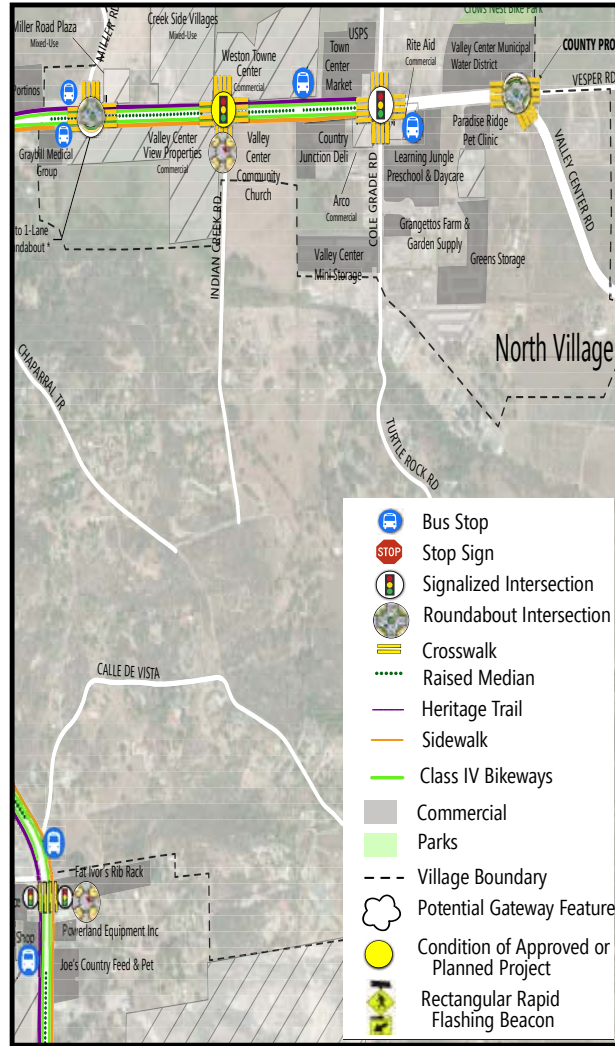 Crows Nest Bike Park
Miller Road Plaza
Mixed-Use
MILLER RD
Creek Side Villages
Mixed-Use
Weston Towne
Center
Commercial
USPS
Town
Center
Market
Rite Aid
Commercial
Valley Center Municipal
Water District
COUNTY PRO
VESPER RD
Portinos
Graybill Medical
Group
Valley Center
View Properties
Commercial
Valley
Center
Community
Church
Country
Junction Deli
Learning Jungle
Preschool & Daycare
Paradise Ridge
Pet Clinic
VALLEY CENTER RD
Arco
Commercial
COLE GRADE RD
Grangettos Farm &
Garden Supply
Greens Storage
Valley Center
Mini Storage
to 1-Lane
ndabout *
INDIAN CREEK RD
North Village
CHAPARRAL TR
TURTLE ROCK RD
CALLE DE VISTA
Fat Ivor's Rib Rack
Powerland Equipment Inc
Shop
Joe's Country Feed & Pet
Bus Stop
STOP
Stop Sign
Signalized Intersection
Roundabout Intersection
Crosswalk
Raised Median
Heritage Trail
Sidewalk
Class IV Bikeways
Commercial
Parks
Village Boundary
Potential Gateway Feature
Condition of Approved or
Planned Project
Rectangular Rapid
Flashing Beacon